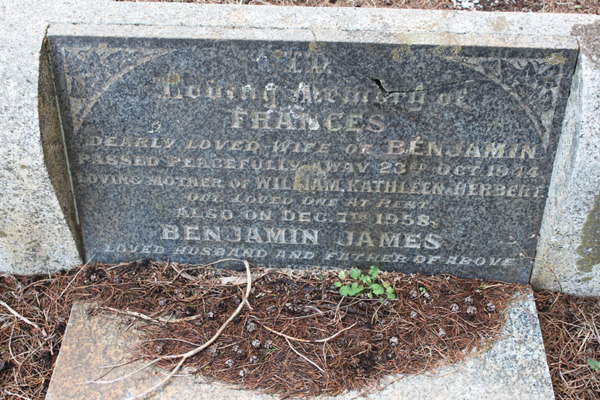 IN
Loving Memory of
FRANCES
DEARLY LOVED WIFE OF BENJAMIN
PASSED PEACEFULLY AWAY 23RD OCT. 1944.
LOVING MOTHER OF WILLIAM, KATHLEEN, HERBERT.
OUR LOVED ONE AT REST.
ALSO ON DEC. 7TH 1958.
BENJAMIN JAMES
LOVED HUSBAND AND FATHER OF ABOVE